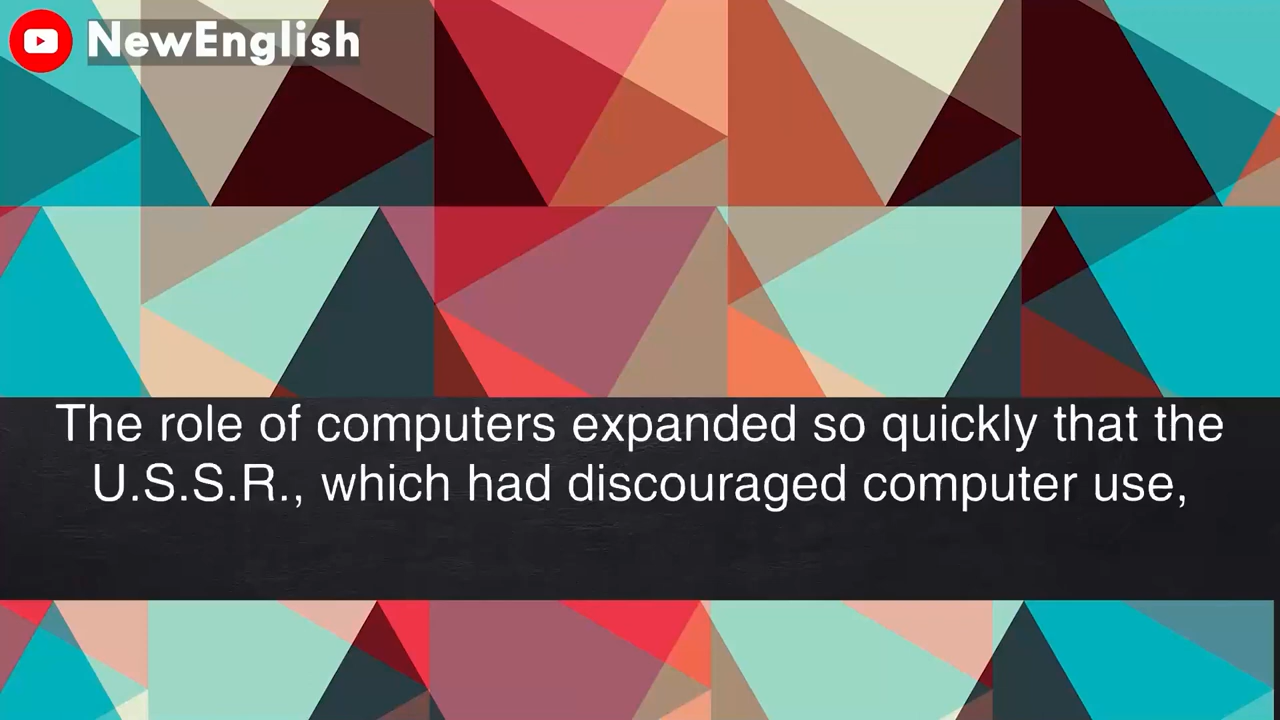 NewEnglish
The role of computers expanded so quickly that the
U.S.S.R., which had discouraged computer use,